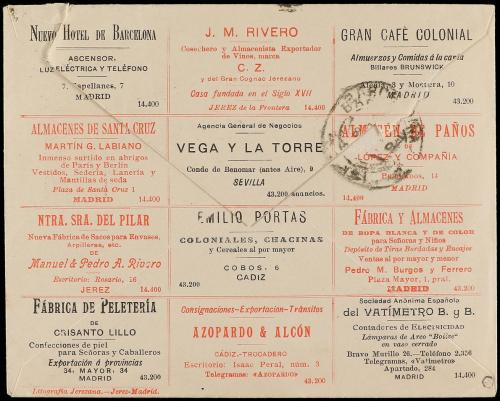 NUEVO HOTEL DE BARCELONA
ASCENSOR,
LUZ ELÉCTRICA Y TELÉFONO
7, Capellanes, 7
MADRID
14.400
J. M. RIVERO
Cosechero y Almacenista Exportador
de Vinos, marca
C. Z.
y del Gran Cognac Jerezano
Casa fundada en el Siglo XVII
JEREZ de la Frontera
14.400
GRAN CAFÉ COLONIAL
Almuerzos y Comidas á la carta
Billares BRUNSWICK
Alcalá, 3 y Montera, 10
MADRID
43.200
ALMACENES DE SANTA CRUZ
MARTÍN G. LABIANO
Inmenso surtido en abrigos
de París y Berlín
Vestidos, Sedería, Lanería y
Mantillas de seda
Plaza de Santa Cruz 1
MADRID
14.400
Agencia General de Negocios
VEGA Y LA TORRE
Conde de Benomar (antes Aire), 9
SEVILLA
43.200 anuncios.
ALMACÉN DE PAÑOS
DE
LÓPEZ Y COMPAÑÍA
14
MADRID
14.400
NTRA. SRA. DEL PILAR
Nueva Fábrica de Sacos para Envases,
Arpilleras, etc.
DE
Manuel & Pedro A. Rivero
Escritorio: Rosario, 16
JEREZ
14.400
EMILIO PORTAS
COLONIALES, CHACINAS
y Cereales al por mayor
COBOS, 6
CADIZ
43.200
FÁBRICA Y ALMACENES
DE ROPA BLANCA Y DE COLOR
para Señoras y Niños
Depósito de Tiras Bordadas y Encajes
Ventas al por mayor y menor
Pedro M. Burgos y Ferrero
Plaza Mayor, 1, pral.
MADRID
43.200
FÁBRICA DE PELETERÍA
DE
CRISANTO LILLO
Confecciones de piel
para Señoras y Caballeros
Exportación á provincias
34, MAYOR, 34
MADRID
43.200
Litografía Jerezana.-Jerez-Madrid.
Consignaciones-Exportación-Tránsitos
AZOPARDO & ALCÓN
CÁDIZ-TROCADERO
Escritorio: Isaac Peral, núm. 3
Telegramas: «AZOPARDO»
43.200
Sociedad Anónima Española
del VATÍMETRO B. y B.
Contadores de ELECTRICIDAD
Lámparas de Arco
en vaso cerrado
Bravo Murillo 26.-Teléfono 2.356
Telegramas «Vatímetro»
Apartado, 284
MADRID
14.400